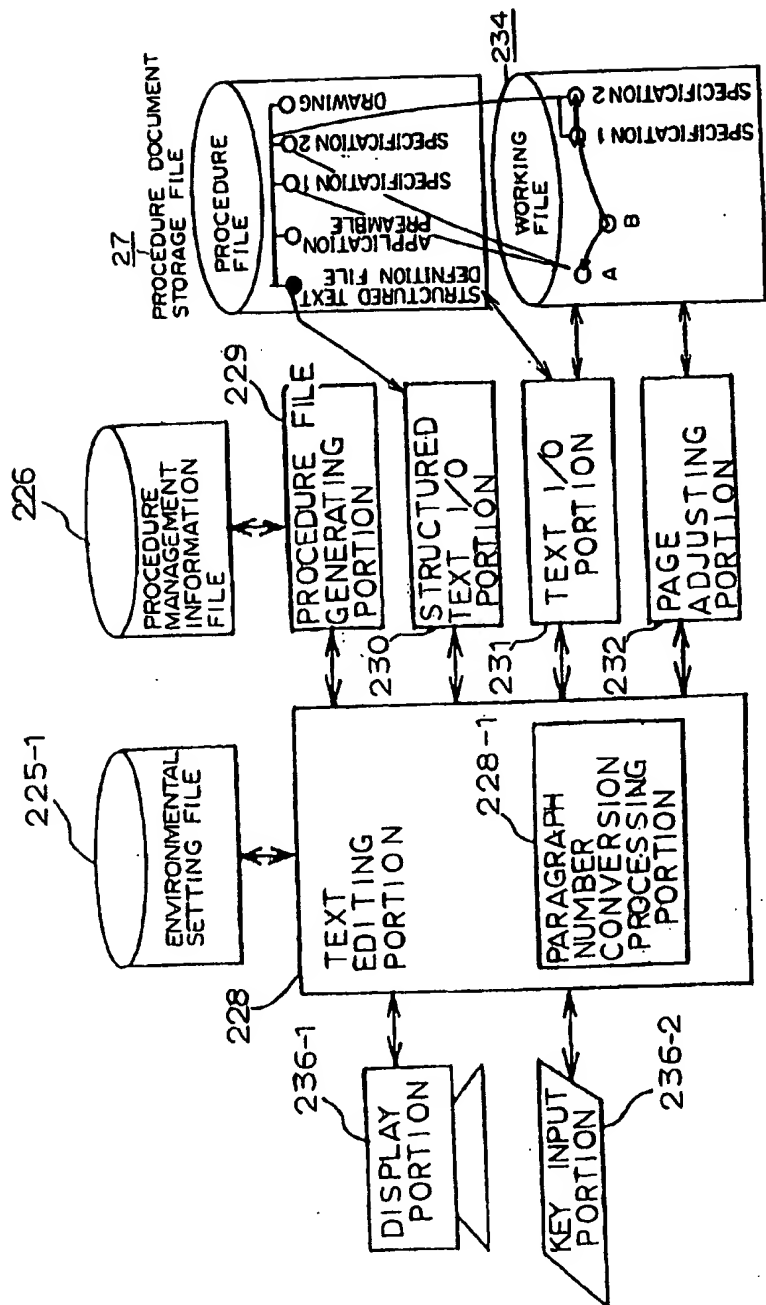 236-1
DISPLAY
PORTION
KEY INPUT
PORTION
236-2
225-1
ENVIRONMENTAL
SETTING FILE
228
TEXT
EDITING
PORTION
228-1
PARAGRAPH
NUMBER
CONVERSION
PROCESSING
PORTION
226
PROCEDURE
MANAGEMENT
INFORMATION
FILE
229
PROCEDURE FILE
GENERATING
PORTION
230
STRUCTURED
TEXT I/O
PORTION
231
TEXT I/O
PORTION
232
PAGE
ADJUSTING
PORTION
27
PROCEDURE DOCUMENT
STORAGE FILE
PROCEDURE
FILE
STRUCTURED TEXT
DEFINITION FILE
APPLICATION
PREAMBLE
SPECIFICATION 1
SPECIFICATION 2
DRAWING
234
WORKING
FILE
A
B
SPECIFICATION 1
SPECIFICATION 2